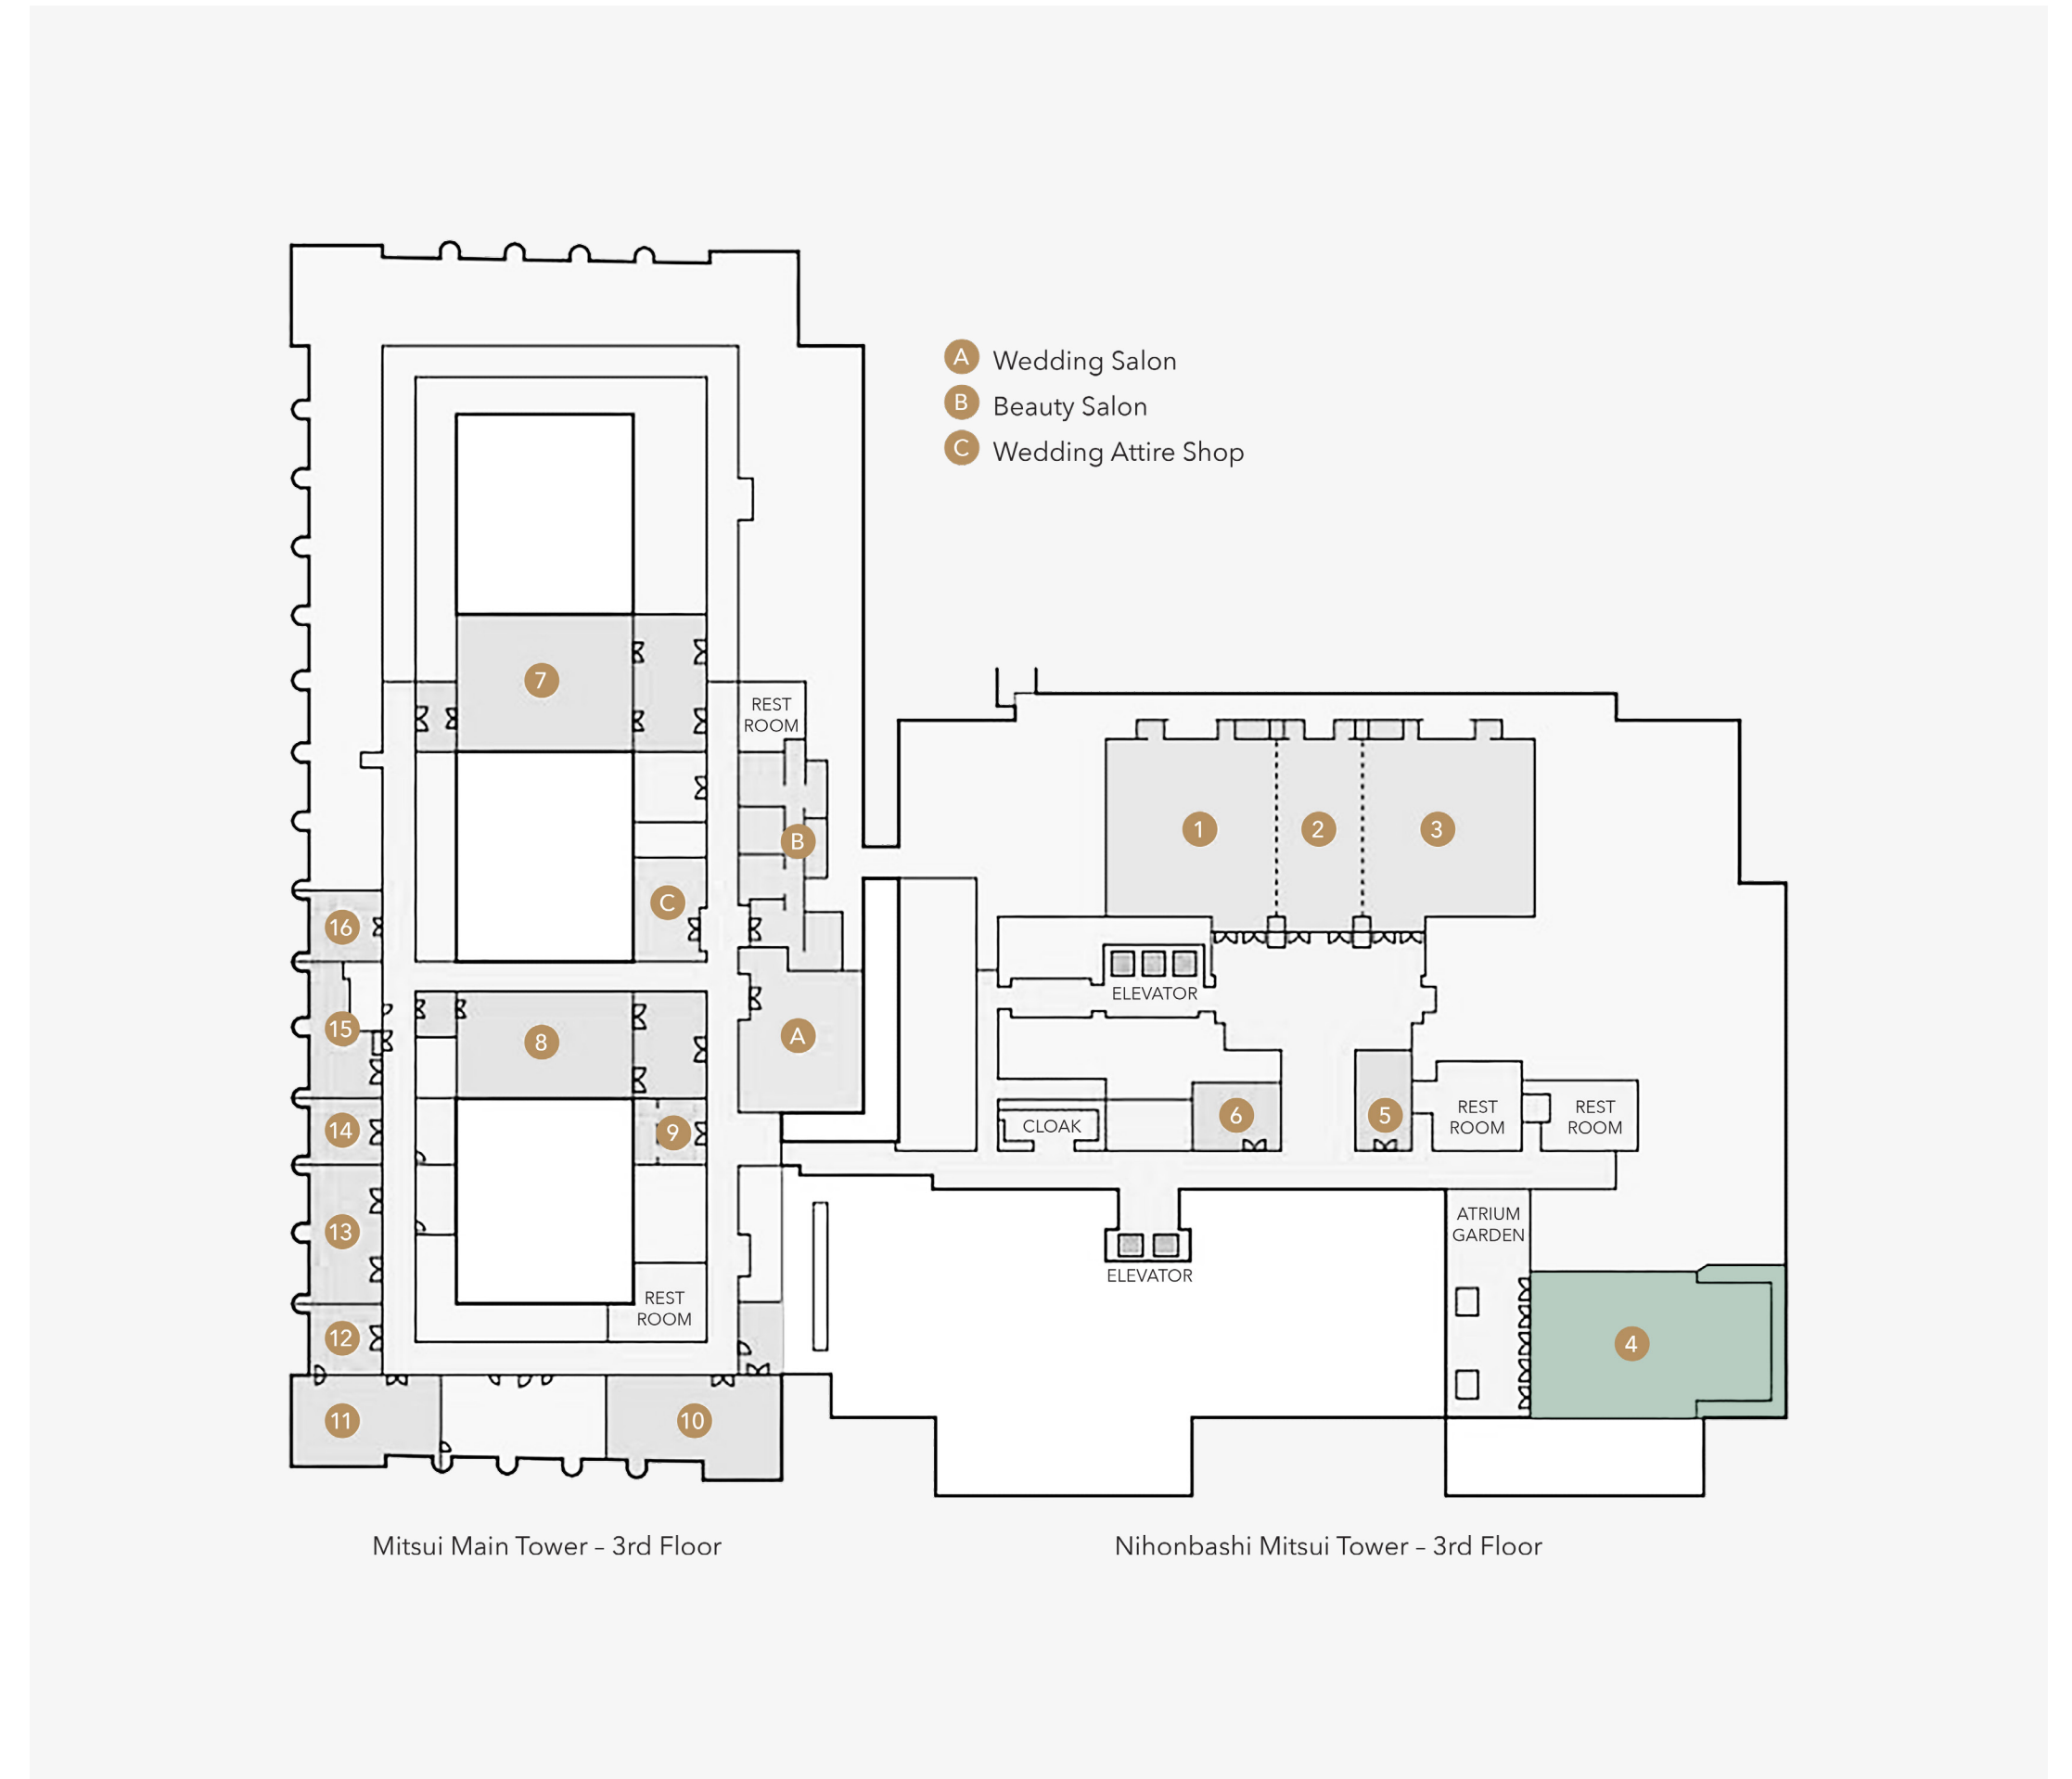 A Wedding Salon
B Beauty Salon
C Wedding Attire Shop
7
REST
ROOM
1
2
3
B
C
16
ELEVATOR
15
8
A
14
9
CLOAK
6
5
REST
ROOM
REST
ROOM
13
ATRIUM
GARDEN
ELEVATOR
REST
ROOM
12
4
11
10
Mitsui Main Tower – 3rd Floor
Nihonbashi Mitsui Tower – 3rd Floor